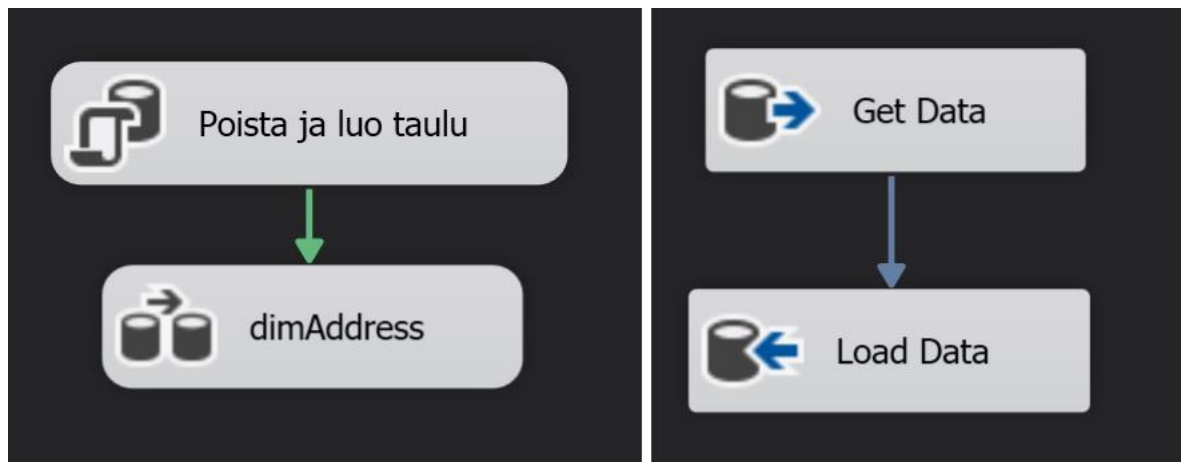 Poista ja luo taulu
dimAddress
Get Data
Load Data